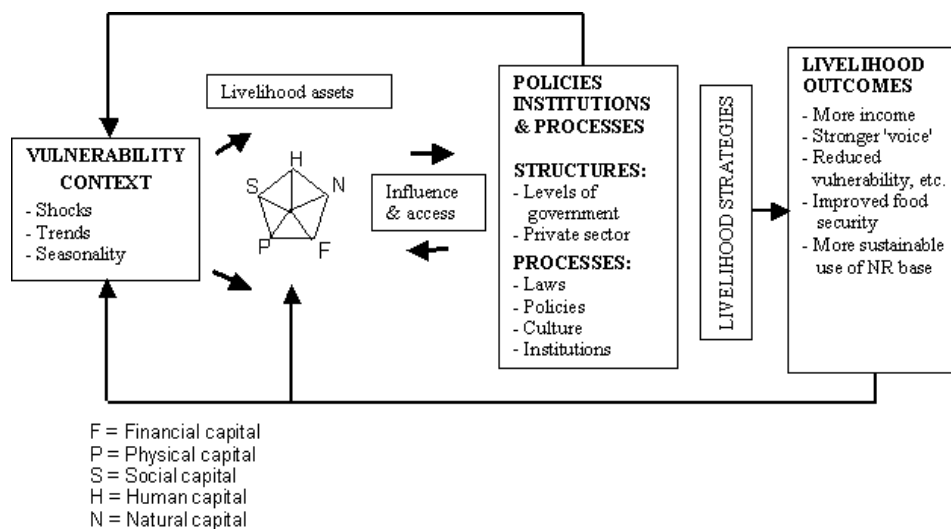 Livelihood assets
VULNERABILITY
CONTEXT
- Shocks
- Trends
- Seasonality
H
S
N
P
F
Influence
& access
POLICIES
INSTITUTIONS
& PROCESSES
STRUCTURES:
- Levels of
government
- Private sector
PROCESSES:
- Laws
- Policies
- Culture
- Institutions
LIVELIHOOD STRATEGIES
LIVELIHOOD
OUTCOMES
- More income
- Stronger 'voice'
- Reduced
vulnerability, etc.
- Improved food
security
- More sustainable
use of NR base
F = Financial capital
P = Physical capital
S = Social capital
H = Human capital
N = Natural capital